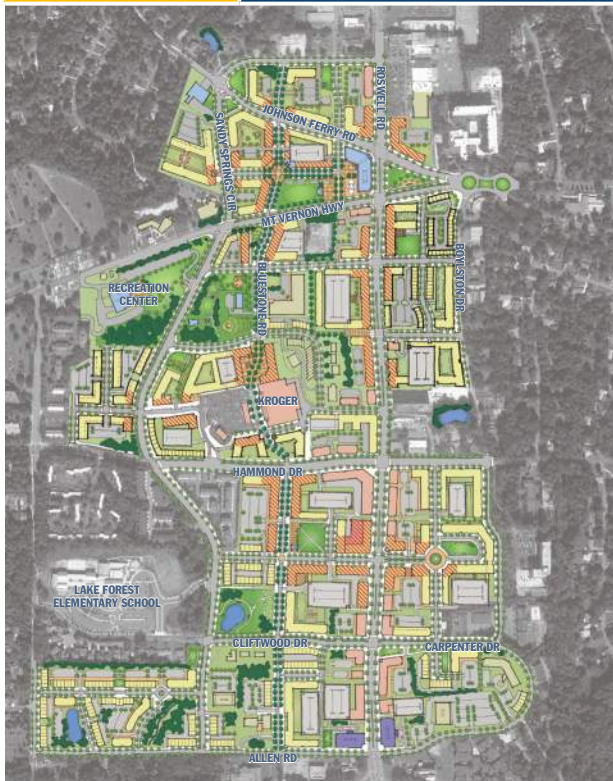 ROSWELL RD
JOHNSON FERRY RD
SANDY SPRINGS CIR
MT VERNON HWY
BOYLSTON DR
BLUESTONE RD
RECREATION
CENTER
KROGER
HAMMOND DR
LAKE FOREST
ELEMENTARY SCHOOL
CLIFTWOOD DR
CARPENTER DR
ALLEN RD